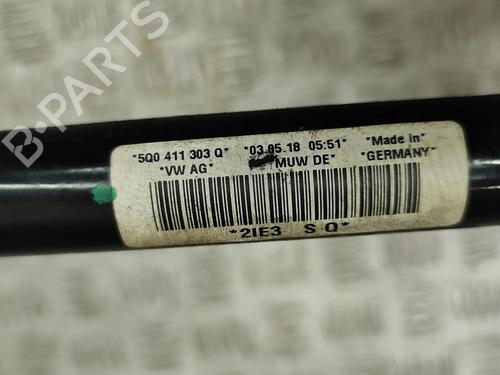 B-PARTS
*5Q0 411 303 Q* *03.05.18 05:51* *Made in*
*VW AG* *MUW DE* *GERMANY*
*2IE3 S Q*